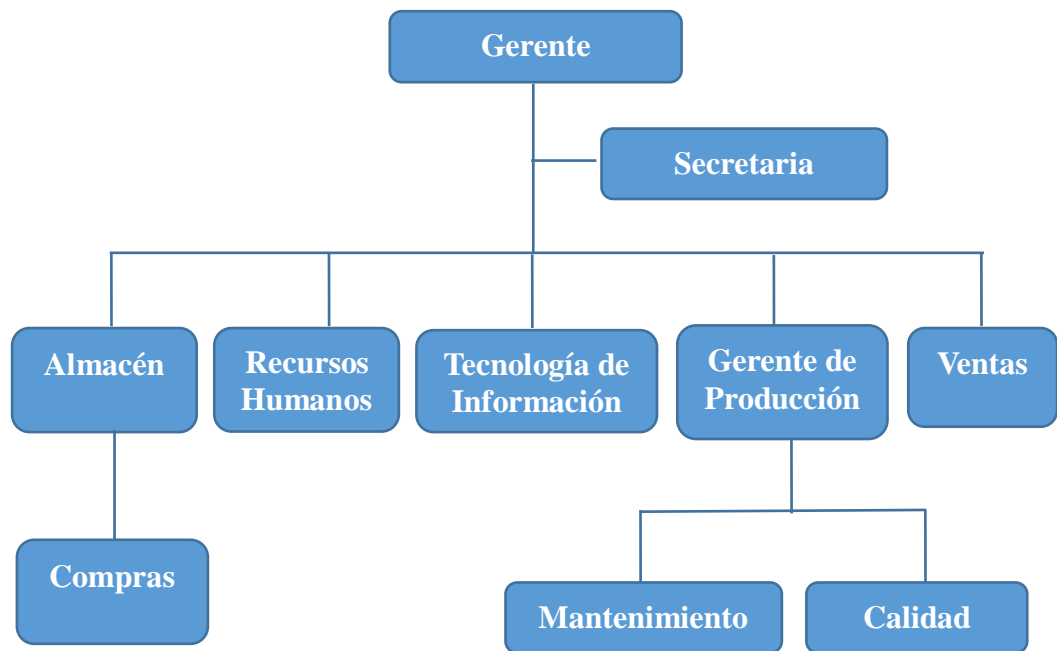 Gerente
Secretaria
Almacén
Recursos
Humanos
Tecnología de
Información
Gerente de
Producción
Ventas
Compras
Mantenimiento
Calidad